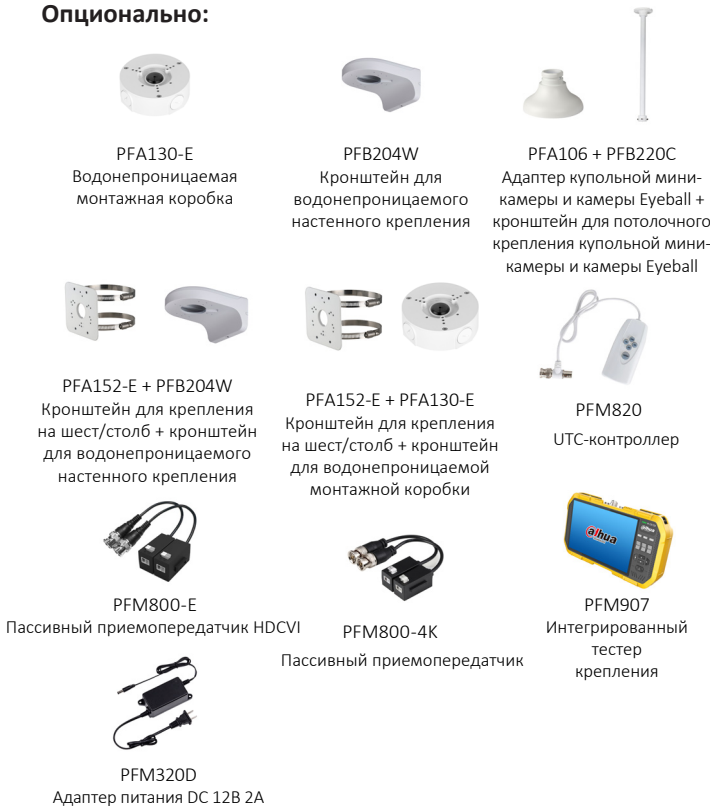 Опционально:
PFA130-E
Водонепроницаемая
монтажная коробка
PFB204W
Кронштейн для
водонепроницаемого
настенного крепления
PFA106 + PFB220C
Адаптер купольной мини-
камеры и камеры Eyeball +
кронштейн для потолочного
крепления купольной мини-
камеры и камеры Eyeball
PFA152-E + PFB204W
Кронштейн для крепления
на шест/столб + кронштейн
для водонепроницаемого
настенного крепления
PFA152-E + PFA130-E
Кронштейн для крепления
на шест/столб + кронштейн
для водонепроницаемой
монтажной коробки
PFM820
UTC-контроллер
PFM800-E
Пассивный приемопередатчик HDCVI
PFM800-4K
Пассивный приемопередатчик
alhua
PFM907
Интегрированный
тестер
крепления
PFM320D
Адаптер питания DC 12В 2А